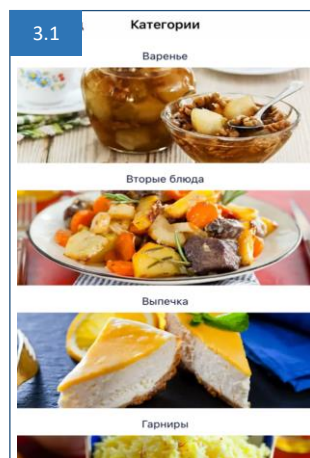 3.1
Категории
Варенье
Вторые блюда
Выпечка
Гарниры